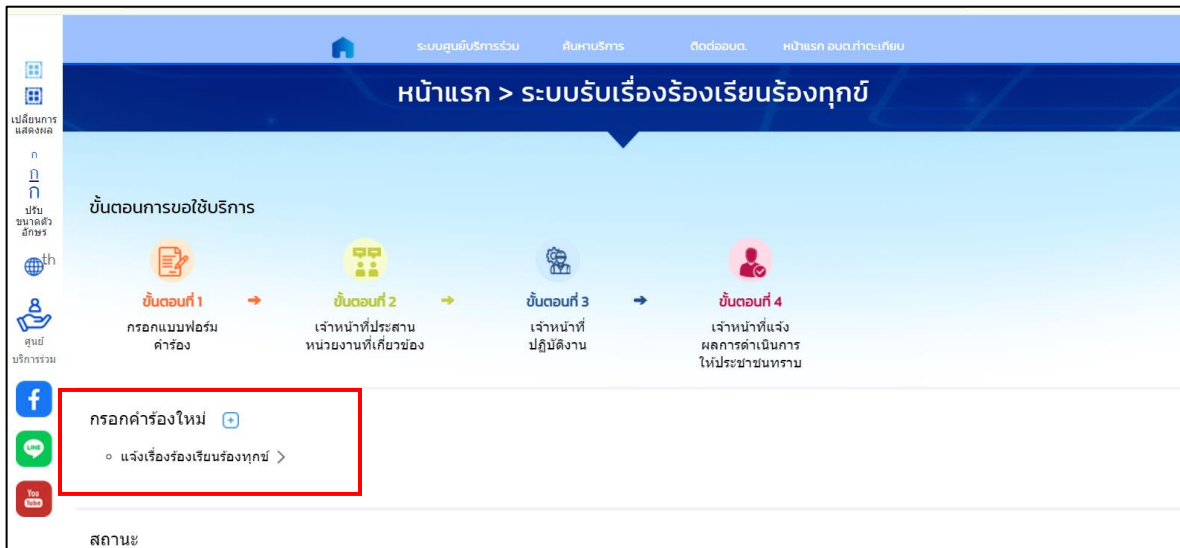 ระบบศูนย์บริการร่วม ค้นหาบริการ ติดต่ออบต. หน้าแรก อบต.ท่าตะเกียบ
หน้าแรก > ระบบรับเรื่องร้องเรียนร้องทุกข์
เปลี่ยนการ
แสดงผล
ก
ก
ก
ปรับ
ขนาดตัว
อักษร
th
ศูนย์
บริการร่วม
LINE
You
Tube
ขั้นตอนการขอใช้บริการ
ขั้นตอนที่ 1 ➔ ขั้นตอนที่ 2 ➔ ขั้นตอนที่ 3 ➔ ขั้นตอนที่ 4
กรอกแบบฟอร์ม เจ้าหน้าที่ประสาน เจ้าหน้าที่ เจ้าหน้าที่แจ้ง
คำร้อง หน่วยงานที่เกี่ยวข้อง ปฏิบัติงาน ผลการดำเนินการ
ให้ประชาชนทราบ
กรอกคำร้องใหม่
แจ้งเรื่องร้องเรียนร้องทุกข์ >
สถานะ